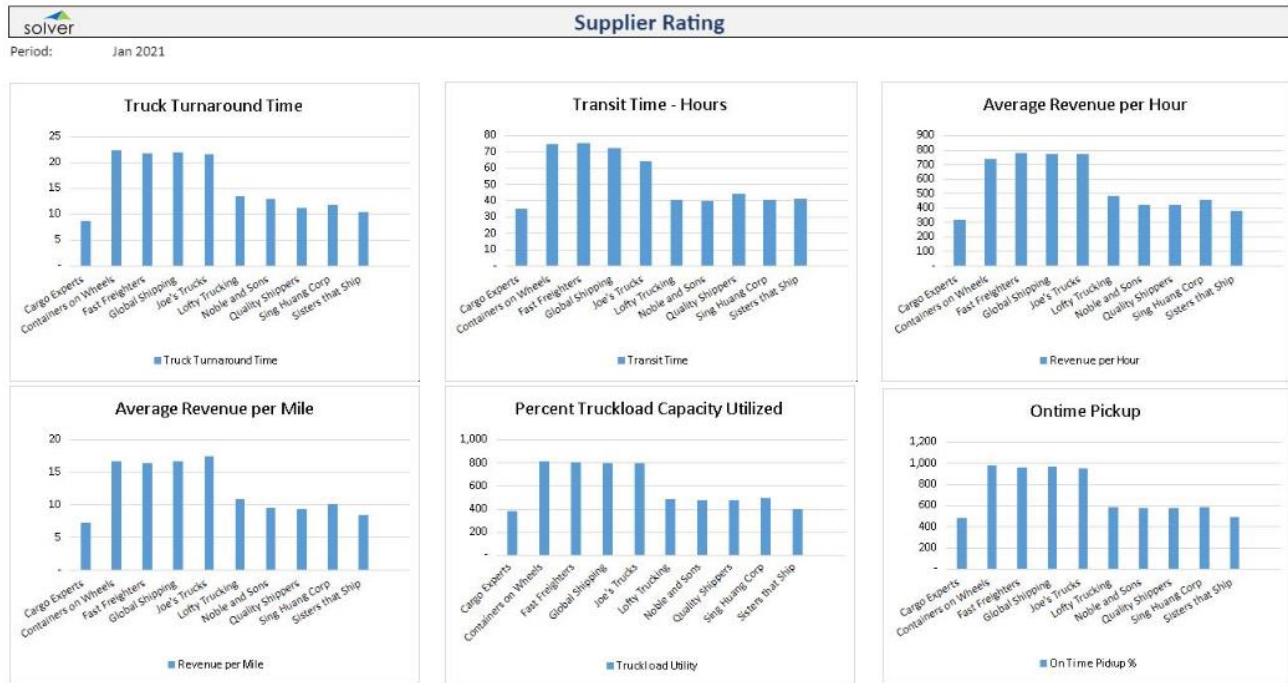 solver
Supplier Rating
Period: Jan 2021
Truck Turnaround Time
25
20
15
10
5
-
Cargo Experts
Containers on Wheels
Fast Freighters
Global Shipping
Joe's Trucks
Lofty Trucking
Noble and Sons
Quality Shippers
Sing Huang Corp
Sisters that Ship
Truck Turnaround Time
Transit Time - Hours
80
70
60
50
40
30
20
10
-
Cargo Experts
Containers on Wheels
Fast Freighters
Global Shipping
Joe's Trucks
Lofty Trucking
Noble and Sons
Quality Shippers
Sing Huang Corp
Sisters that Ship
Transit Time
Average Revenue per Hour
900
800
700
600
500
400
300
200
100
-
Cargo Experts
Containers on Wheels
Fast Freighters
Global Shipping
Joe's Trucks
Lofty Trucking
Noble and Sons
Quality Shippers
Sing Huang Corp
Sisters that Ship
Revenue per Hour
Average Revenue per Mile
20
15
10
5
-
Cargo Experts
Containers on Wheels
Fast Freighters
Global Shipping
Joe's Trucks
Lofty Trucking
Noble and Sons
Quality Shippers
Sing Huang Corp
Sisters that Ship
Revenue per Mile
Percent Truckload Capacity Utilized
1,000
800
600
400
200
-
Cargo Experts
Containers on Wheels
Fast Freighters
Global Shipping
Joe's Trucks
Lofty Trucking
Noble and Sons
Quality Shippers
Sing Huang Corp
Sisters that Ship
Truckload Utility
Ontime Pickup
1,200
1,000
800
600
400
200
-
Cargo Experts
Containers on Wheels
Fast Freighters
Global Shipping
Joe's Trucks
Lofty Trucking
Noble and Sons
Quality Shippers
Sing Huang Corp
Sisters that Ship
On Time Pickup %